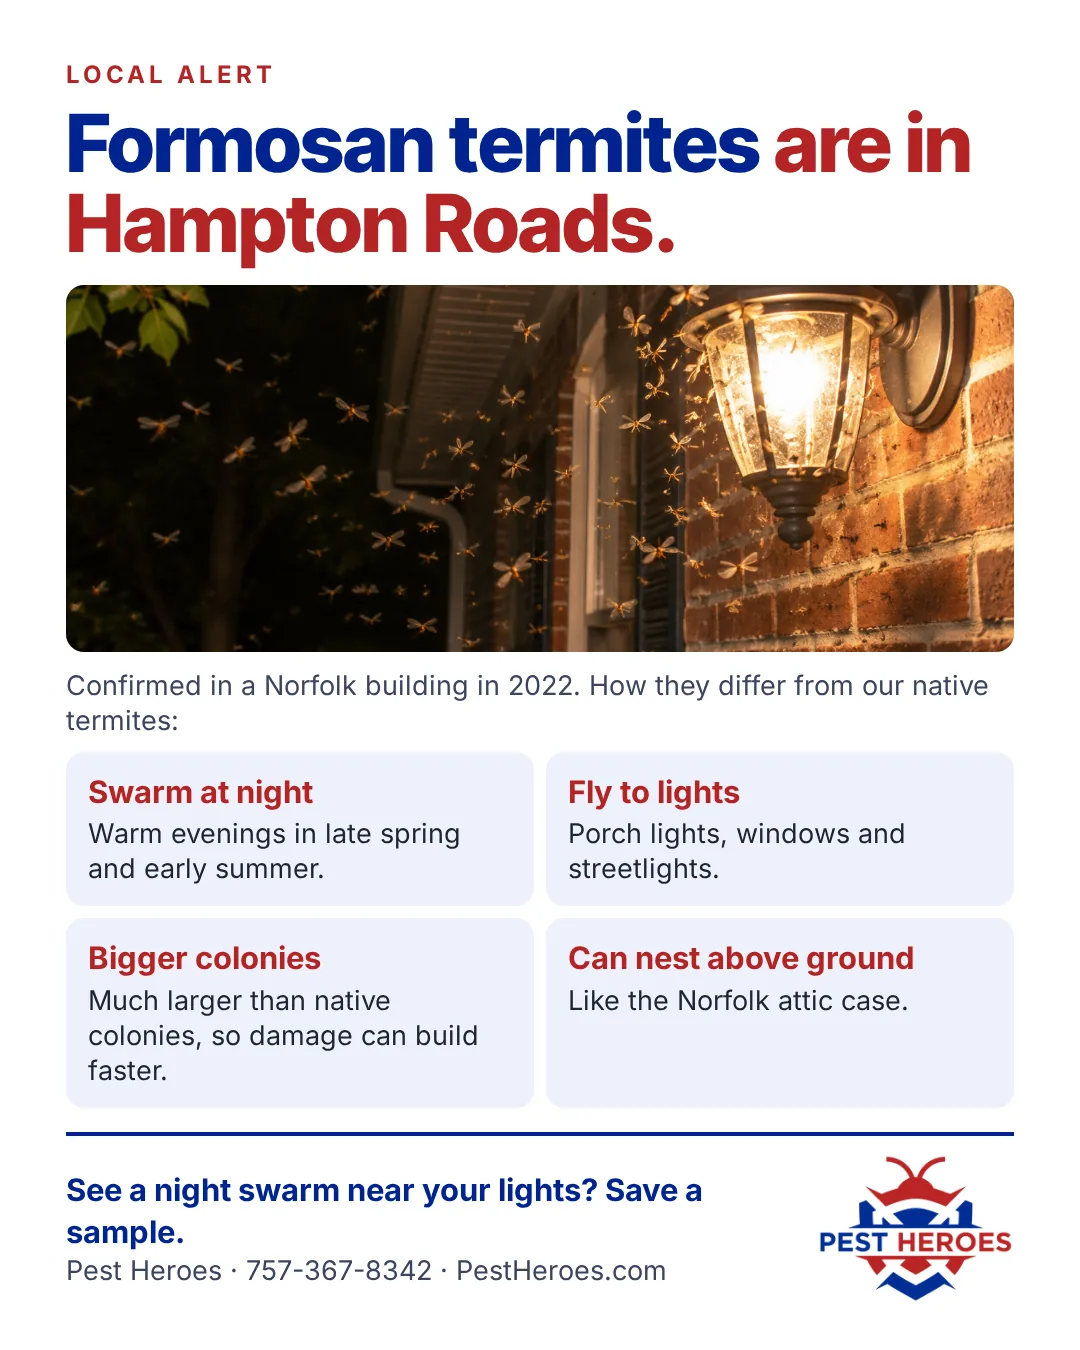 LOCAL ALERT
Formosan termites are in
Hampton Roads.
Confirmed in a Norfolk building in 2022. How they differ from our native
termites:
Swarm at night
Warm evenings in late spring
and early summer.
Fly to lights
Porch lights, windows and
streetlights.
Bigger colonies
Much larger than native
colonies, so damage can build
faster.
Can nest above ground
Like the Norfolk attic case.
See a night swarm near your lights? Save a
sample.
Pest Heroes · 757-367-8342 · PestHeroes.com
PEST HEROES